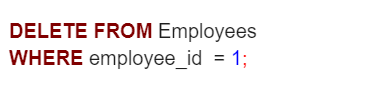 DELETE FROM Employees
WHERE employee_id  = 1;